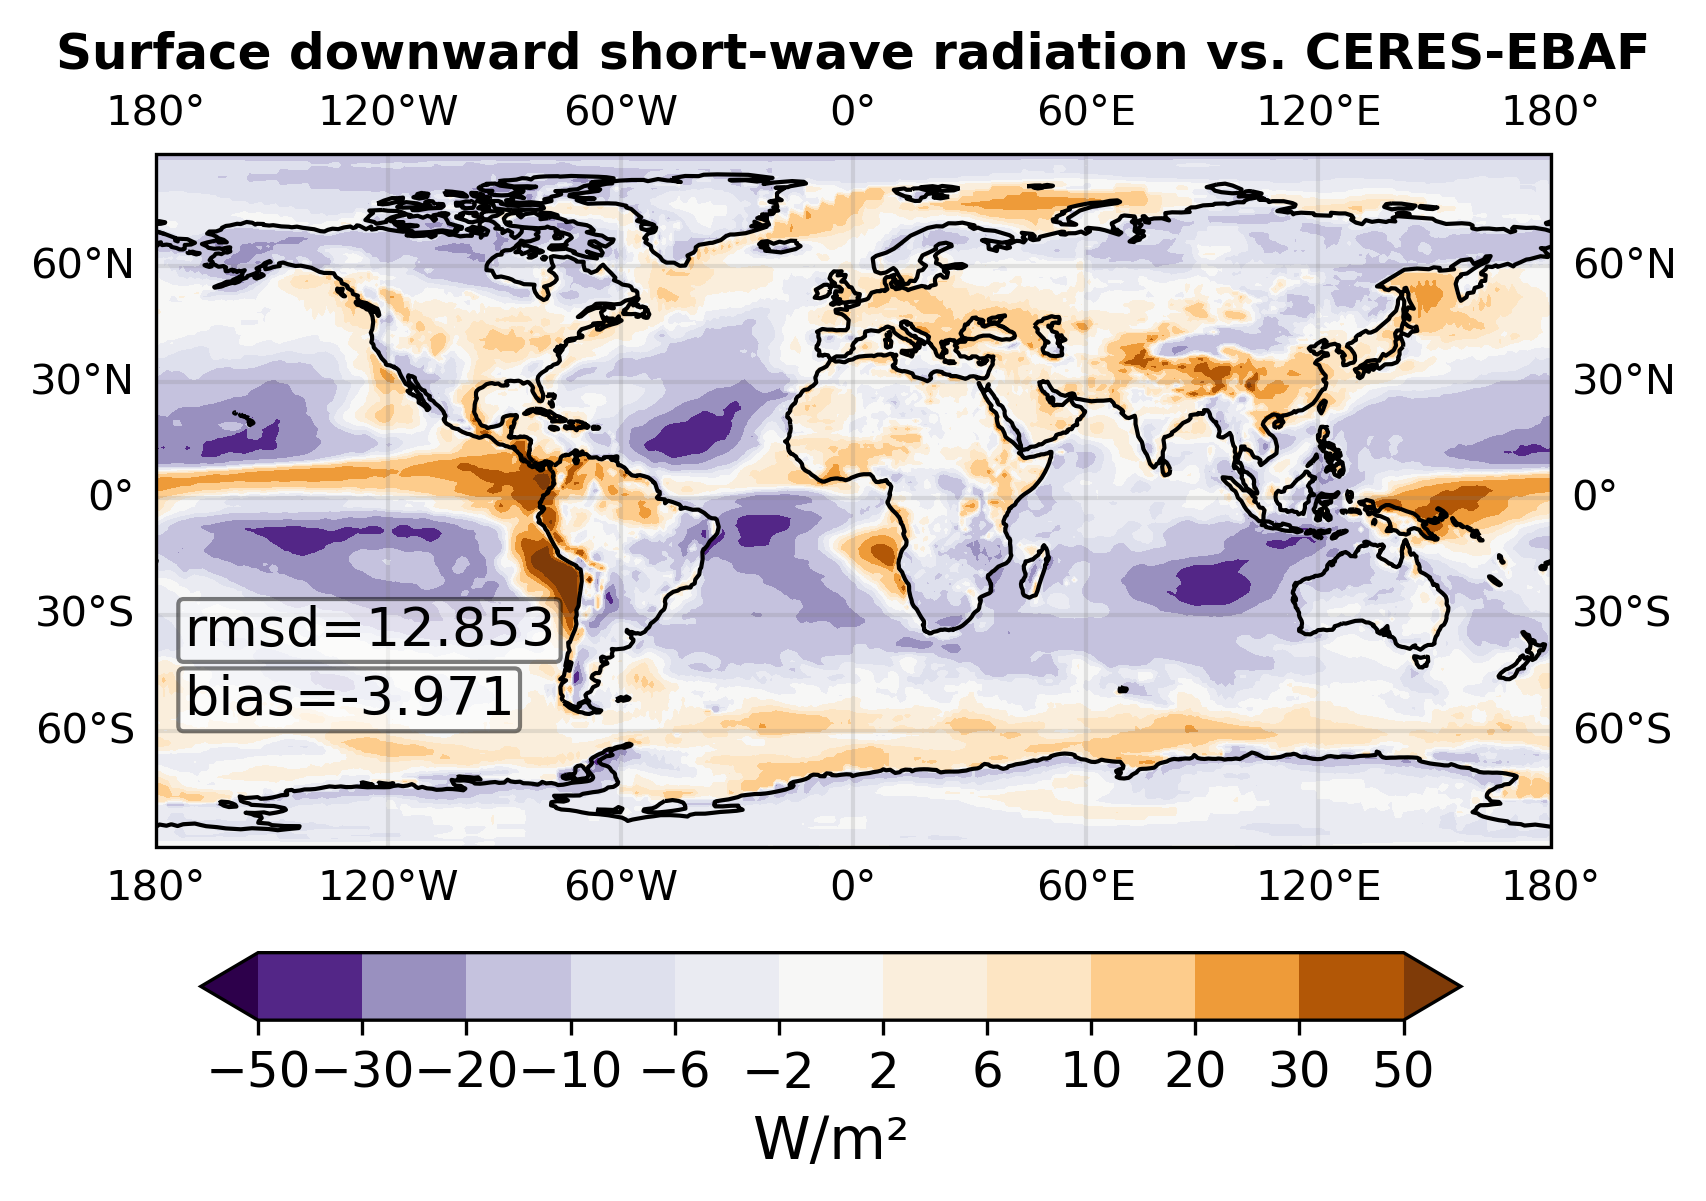 Surface downward short-wave radiation vs. CERES-EBAF
180° 120°W 60°W 0° 60°E 120°E 180°
60°N 60°N
30°N 30°N
0° 0°
30°S 30°S
rmsd=12.853
bias=-3.971
60°S 60°S
180° 120°W 60°W 0° 60°E 120°E 180°
−50 −30 −20 −10 −6 −2 2 6 10 20 30 50
W/m²